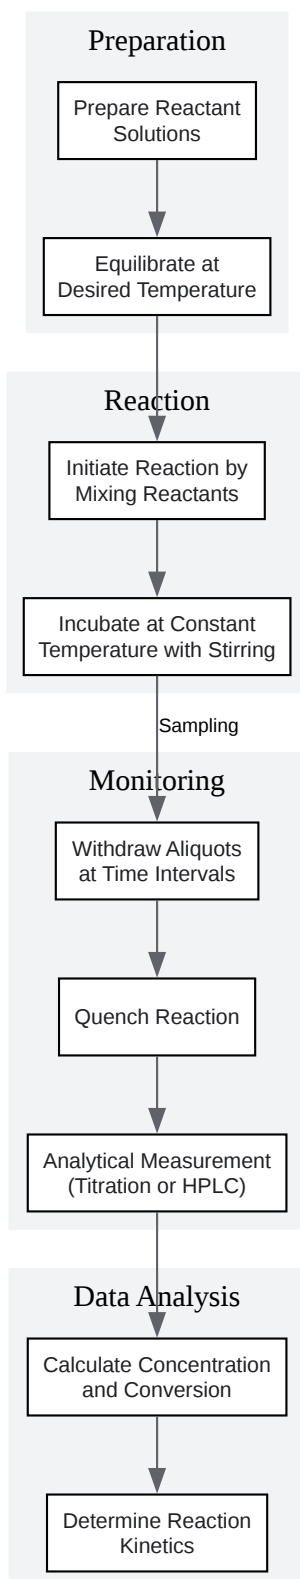 Preparation
Prepare Reactant
Solutions
Equilibrate at
Desired Temperature
Reaction
Initiate Reaction by
Mixing Reactants
Incubate at Constant
Temperature with Stirring
Sampling
Monitoring
Withdraw Aliquots
at Time Intervals
Quench Reaction
Analytical Measurement
(Titration or HPLC)
Data Analysis
Calculate Concentration
and Conversion
Determine Reaction
Kinetics